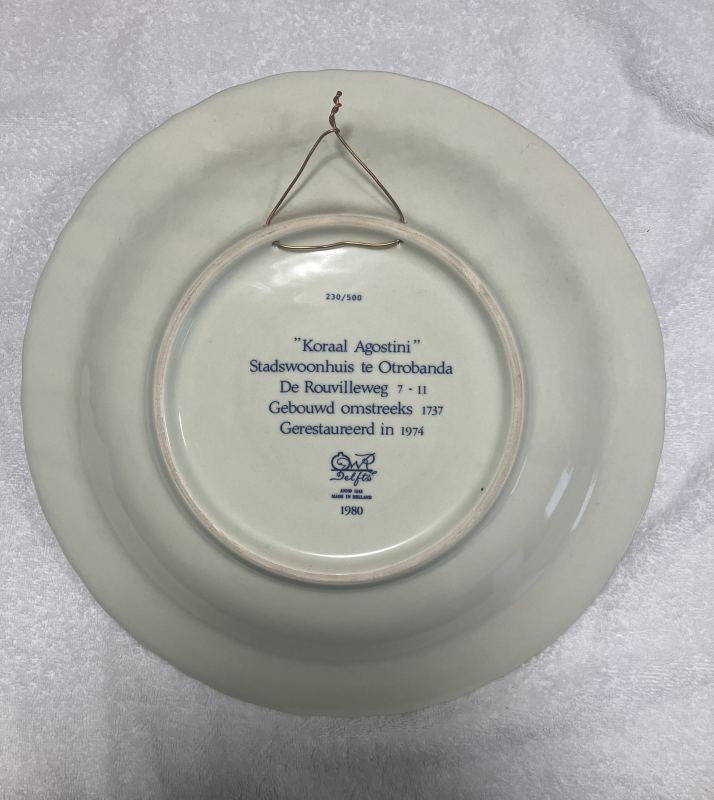 230/500
"Koraal Agostini"
Stadswoonhuis te Otrobanda
De Rouvilleweg 7 - 11
Gebouwd omstreeks 1737
Gerestaureerd in 1974
Delfts
MADE IN HOLLAND
1980